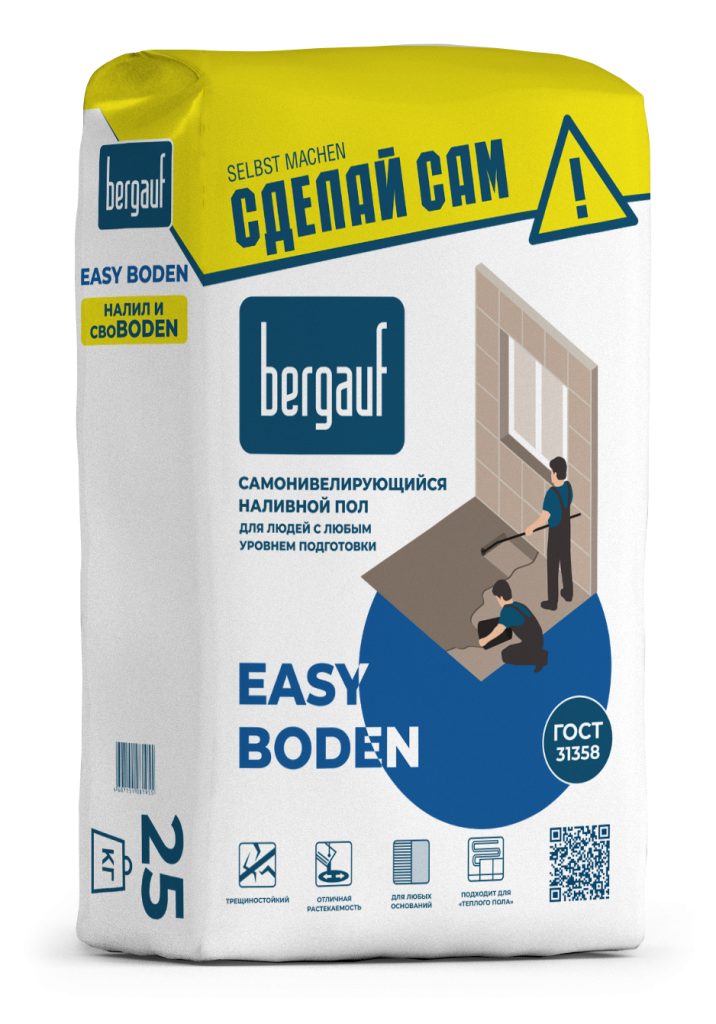 SELBST MACHEN
СДЕЛАЙ САМ
!
bergauf
EASY BODEN
НАЛИЛ И
своBODEN
bergauf
САМОНИВЕЛИРУЮЩИЙСЯ
НАЛИВНОЙ ПОЛ
ДЛЯ ЛЮДЕЙ С ЛЮБЫМ
УРОВНЕМ ПОДГОТОВКИ
EASY
BODEN
ГОСТ
31358
25
КГ
ТРЕЩИНОСТОЙКИЙ
ОТЛИЧНАЯ
РАСТЕКАЕМОСТЬ
ДЛЯ ЛЮБЫХ
ОСНОВАНИЙ
ПОДХОДИТ ДЛЯ
«ТЕПЛОГО ПОЛА»